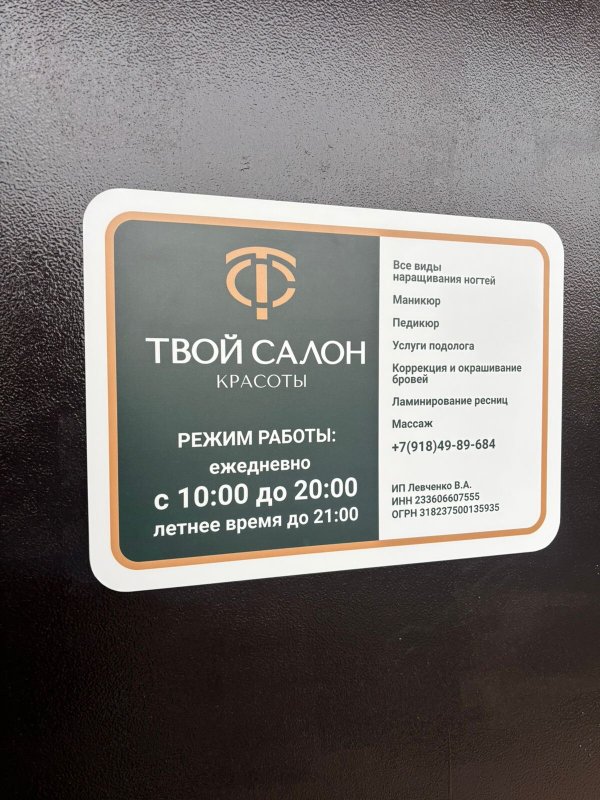 ТВОЙ САЛОН
КРАСОТЫ
РЕЖИМ РАБОТЫ:
ежедневно
с 10:00 до 20:00
летнее время до 21:00
Все виды
наращивания ногтей
Маникюр
Педикюр
Услуги подолога
Коррекция и окрашивание
бровей
Ламинирование ресниц
Массаж
+7(918)49-89-684
ИП Левченко В.А.
ИНН 233606607555
ОГРН 318237500135935